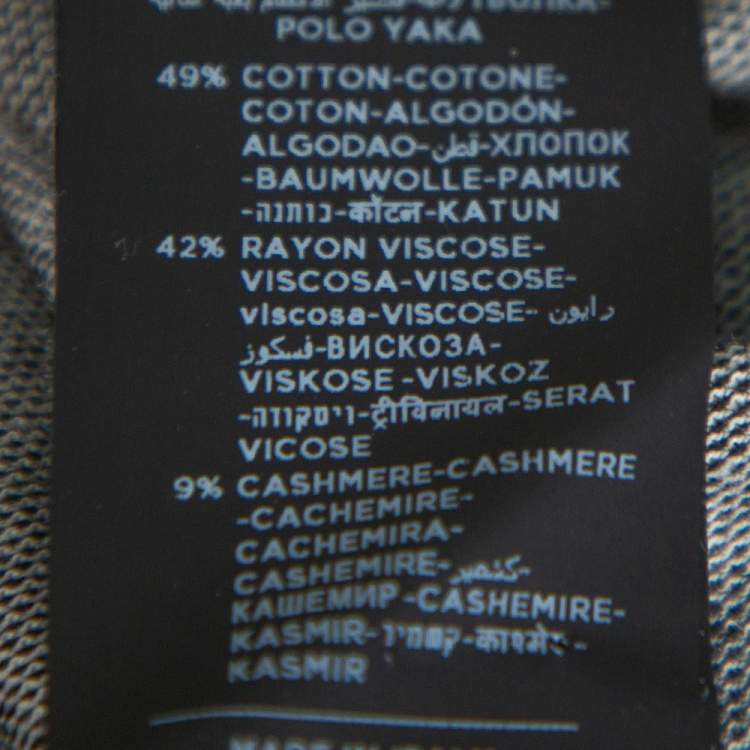 POLO YAKA
49% COTTON-COTONE-
COTON-ALGODÓN-
ALGODAO-قطن-ХЛОПОК
-BAUMWOLLE-PAMUK
-כותנה-कॉटन-KATUN
42% RAYON VISCOSE-
VISCOSA-VISCOSE-
viscosa-VISCOSE- رايون
فسكوز-ВИСКОЗА-
VISKOSE-VISKOZ
-ויסקוזה-ट्रीविनायल-SERAT
VICOSE
9% CASHMERE-CASHMERE
-CACHEMIRE-
CACHEMIRA-
CASHEMIRE-كشمير-
КАШЕМИР-CASHEMIRE-
KASMIR-קשמיר-
KASMIR